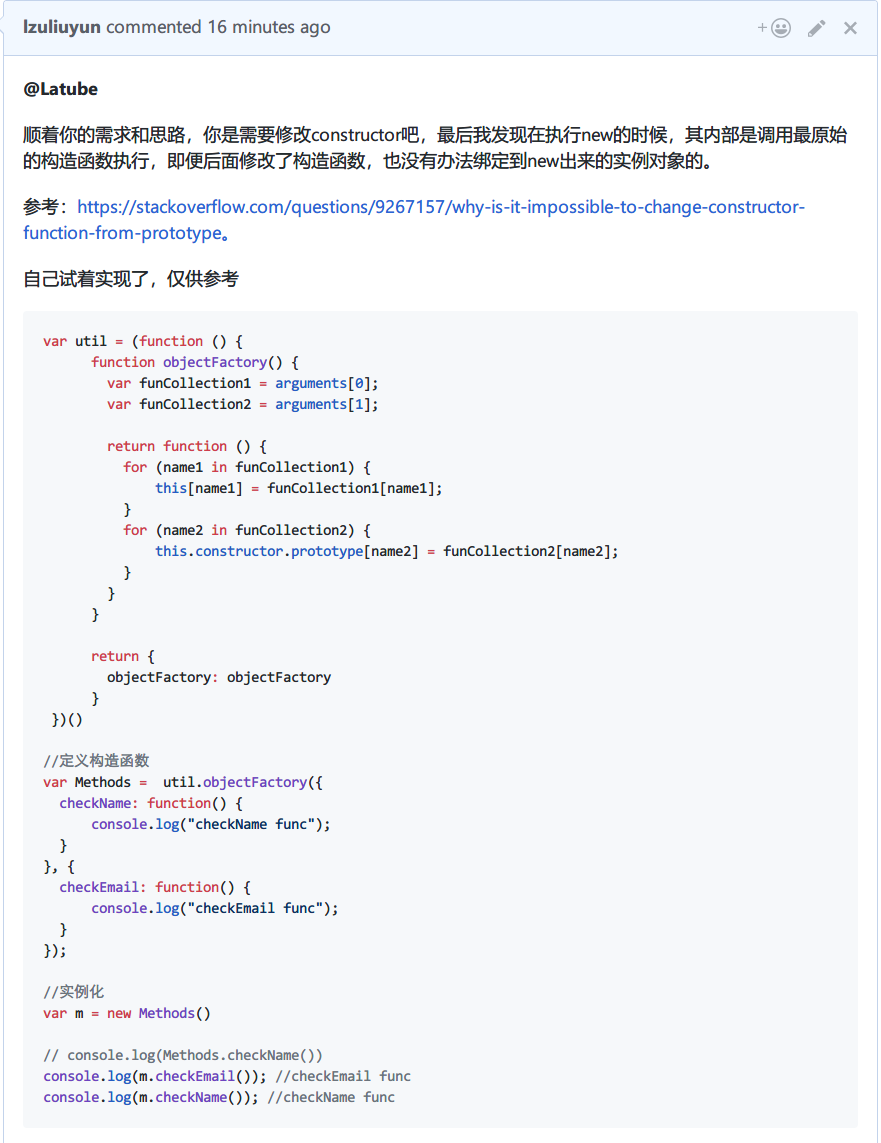 lzuliuyun commented 16 minutes ago
@Latube
顺着你的需求和思路，你是需要修改constructor吧，最后我发现在执行new的时候，其内部是调用最原始
的构造函数执行，即便后面修改了构造函数，也没有办法绑定到new出来的实例对象的。
参考：https://stackoverflow.com/questions/9267157/why-is-it-impossible-to-change-constructor-
function-from-prototype。
自己试着实现了，仅供参考
var util = (function () {
      function objectFactory() {
        var funCollection1 = arguments[0];
        var funCollection2 = arguments[1];
        return function () {
          for (name1 in funCollection1) {
              this[name1] = funCollection1[name1];
          }
          for (name2 in funCollection2) {
              this.constructor.prototype[name2] = funCollection2[name2];
          }
        }
      }
      return {
        objectFactory: objectFactory
      }
 })()
//定义构造函数
var Methods =  util.objectFactory({
  checkName: function() {
      console.log("checkName func");
  }
}, {
  checkEmail: function() {
      console.log("checkEmail func");
  }
});
//实例化
var m = new Methods()
// console.log(Methods.checkName())
console.log(m.checkEmail()); //checkEmail func
console.log(m.checkName()); //checkName func